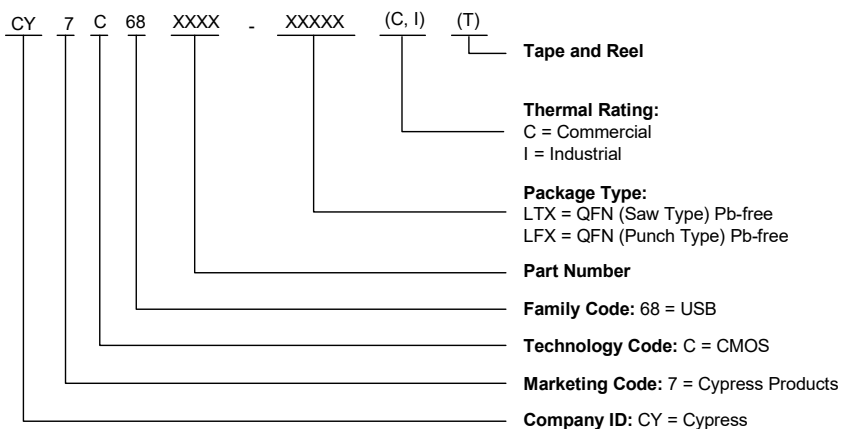 CY 7 C 68 XXXX - XXXXX (C, I) (T)
Tape and Reel
Thermal Rating:
C = Commercial
I = Industrial
Package Type:
LTX = QFN (Saw Type) Pb-free
LFX = QFN (Punch Type) Pb-free
Part Number
Family Code: 68 = USB
Technology Code: C = CMOS
Marketing Code: 7 = Cypress Products
Company ID: CY = Cypress